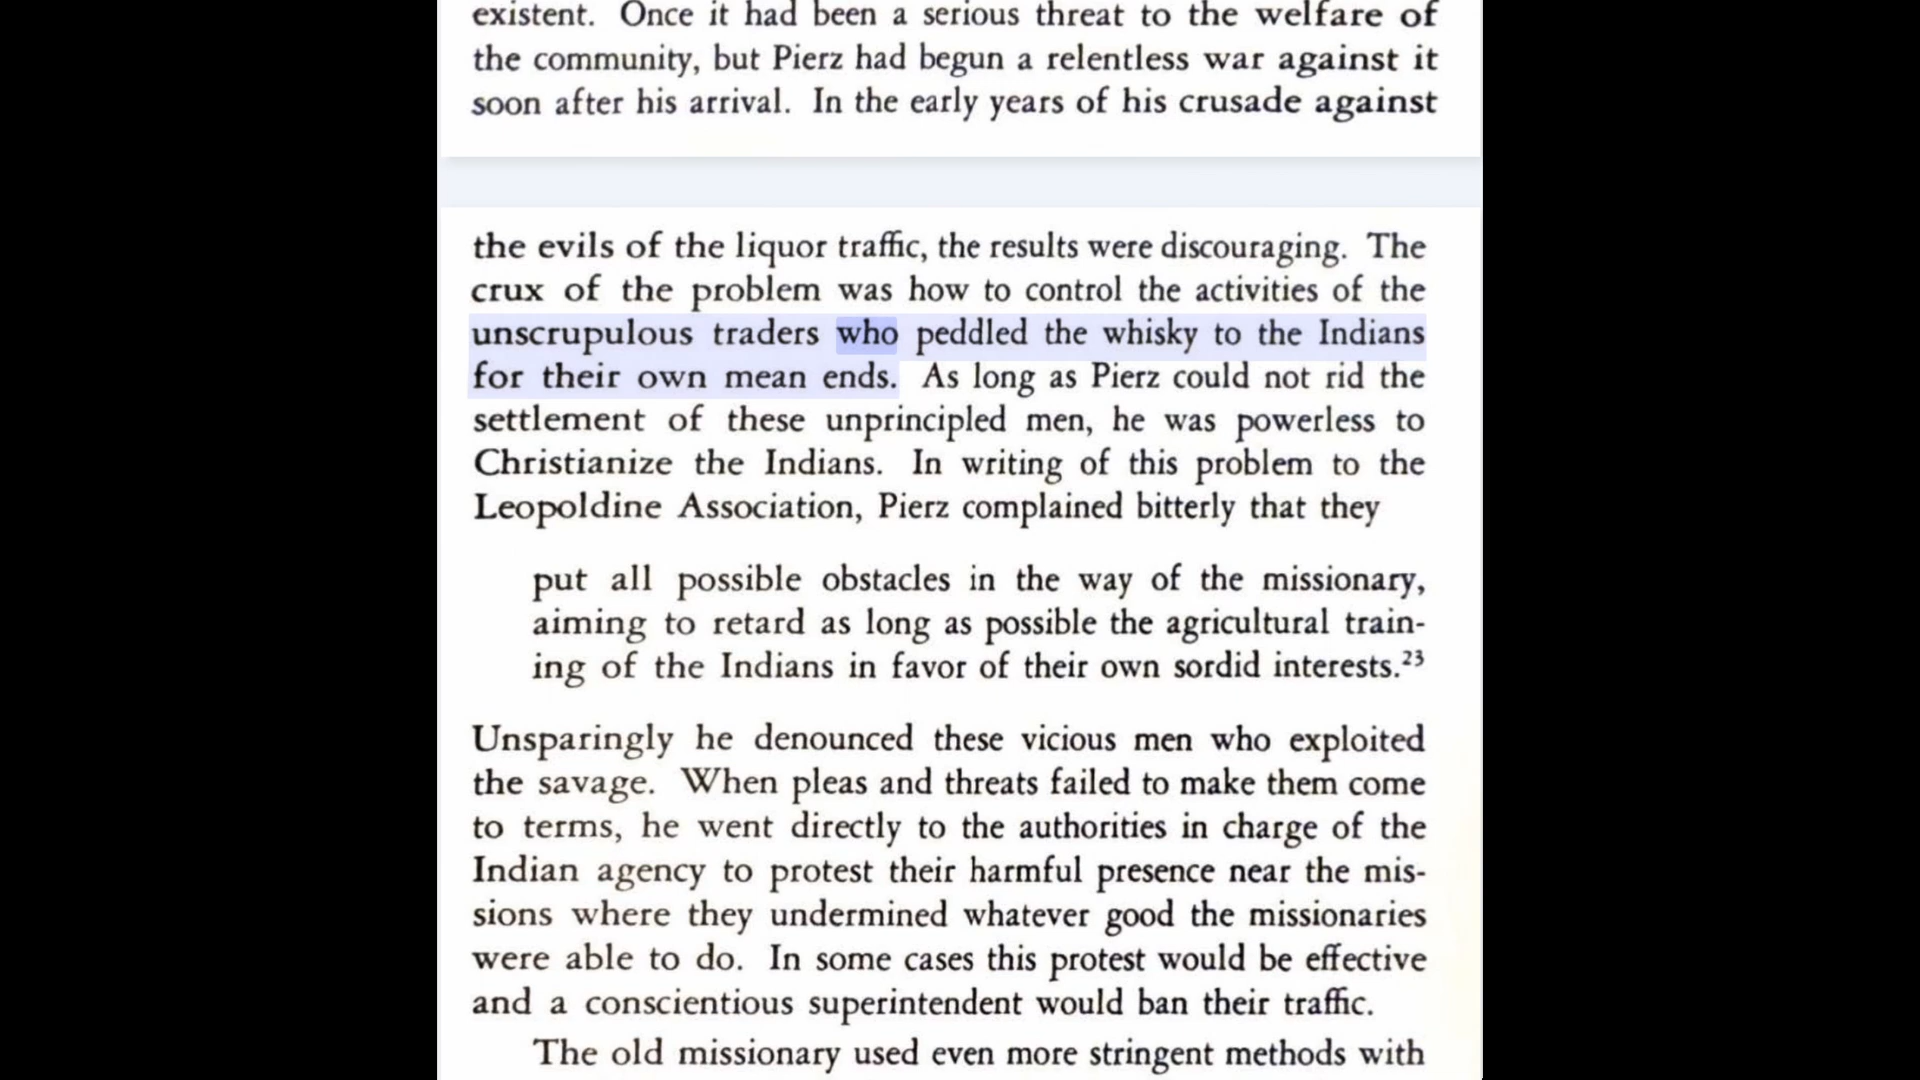 existent. Once it had been a serious threat to the welfare of
the community, but Pierz had begun a relentless war against it
soon after his arrival. In the early years of his crusade against
the evils of the liquor traffic, the results were discouraging. The
crux of the problem was how to control the activities of the
unscrupulous traders who peddled the whisky to the Indians
for their own mean ends. As long as Pierz could not rid the
settlement of these unprincipled men, he was powerless to
Christianize the Indians. In writing of this problem to the
Leopoldine Association, Pierz complained bitterly that they
put all possible obstacles in the way of the missionary,
aiming to retard as long as possible the agricultural train-
ing of the Indians in favor of their own sordid interests.²³
Unsparingly he denounced these vicious men who exploited
the savage. When pleas and threats failed to make them come
to terms, he went directly to the authorities in charge of the
Indian agency to protest their harmful presence near the mis-
sions where they undermined whatever good the missionaries
were able to do. In some cases this protest would be effective
and a conscientious superintendent would ban their traffic.
The old missionary used even more stringent methods with